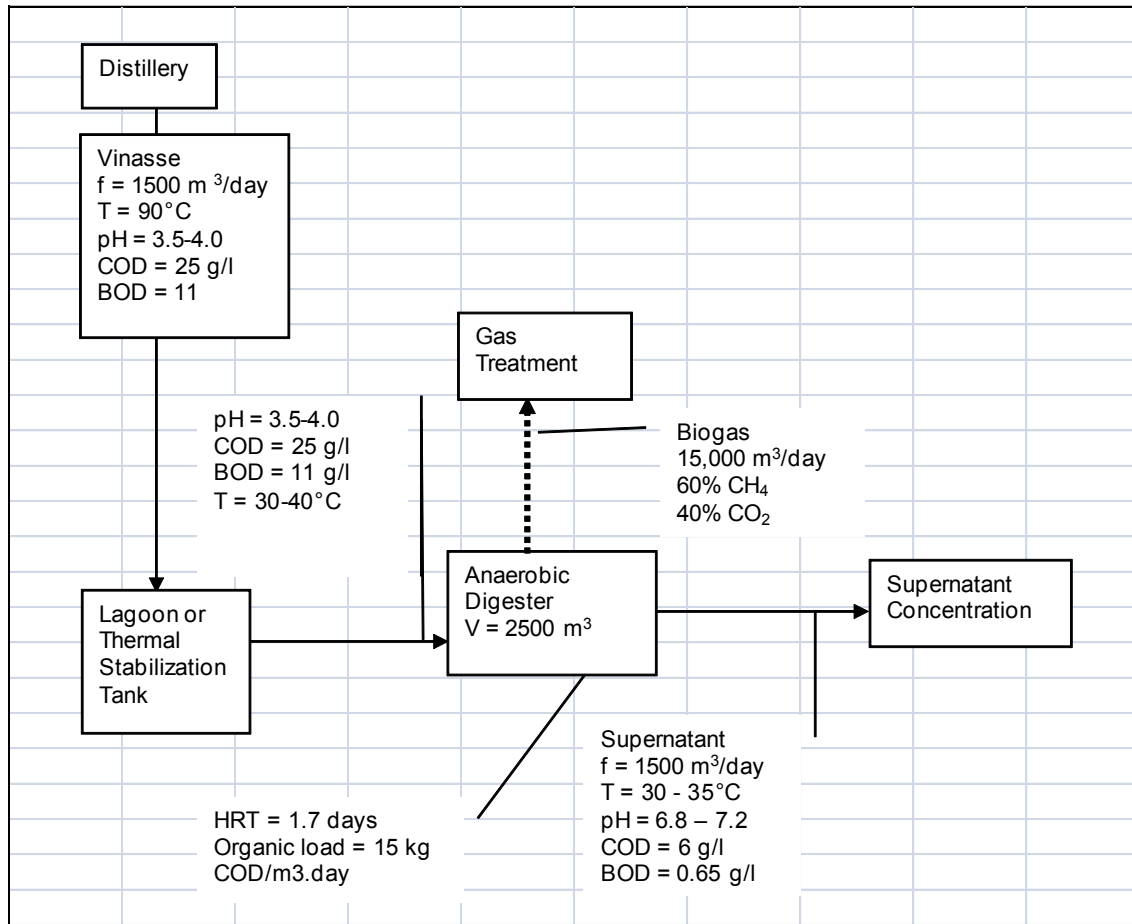 Distillery
Vinasse
f = 1500 m ³/day
T = 90°C
pH = 3.5-4.0
COD = 25 g/l
BOD = 11
Gas
Treatment
pH = 3.5-4.0
COD = 25 g/l
BOD = 11 g/l
T = 30-40°C
Biogas
15,000 m³/day
60% CH₄
40% CO₂
Lagoon or
Thermal
Stabilization
Tank
Anaerobic
Digester
V = 2500 m³
Supernatant
Concentration
HRT = 1.7 days
Organic load = 15 kg
COD/m3.day
Supernatant
f = 1500 m³/day
T = 30 - 35°C
pH = 6.8 – 7.2
COD = 6 g/l
BOD = 0.65 g/l